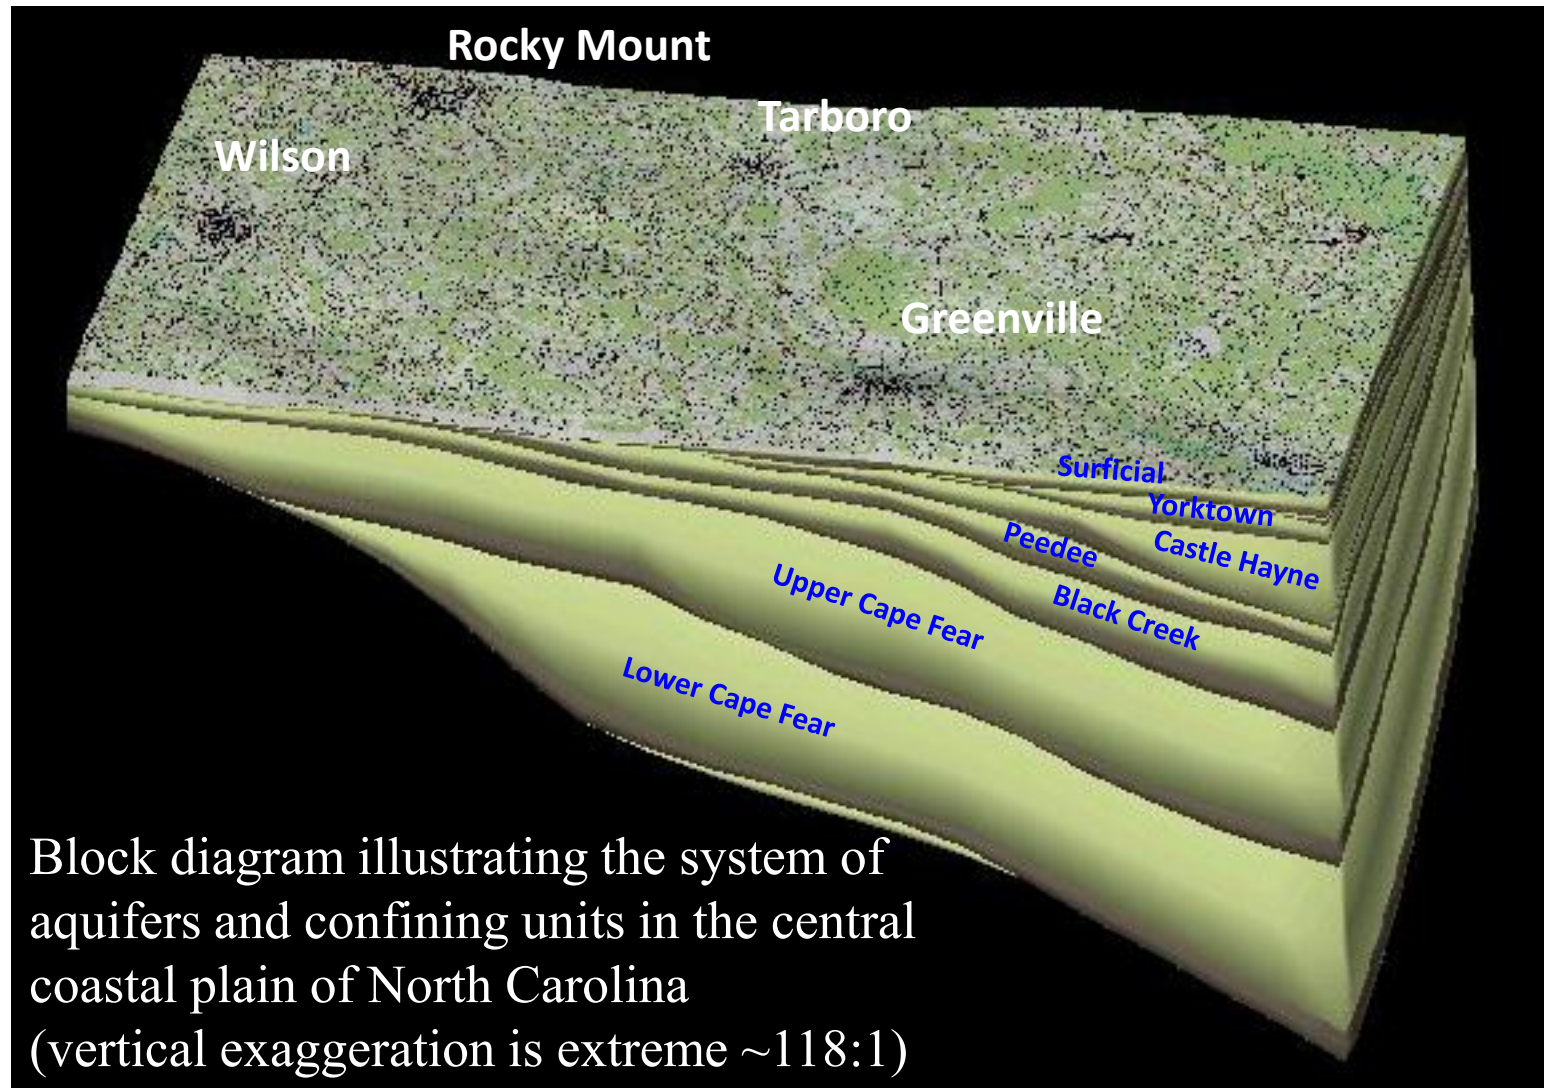 Rocky Mount
Tarboro
Wilson
Greenville
Surficial
Yorktown
Peedee
Castle Hayne
Upper Cape Fear
Black Creek
Lower Cape Fear
Block diagram illustrating the system of
aquifers and confining units in the central
coastal plain of North Carolina
(vertical exaggeration is extreme ~118:1)